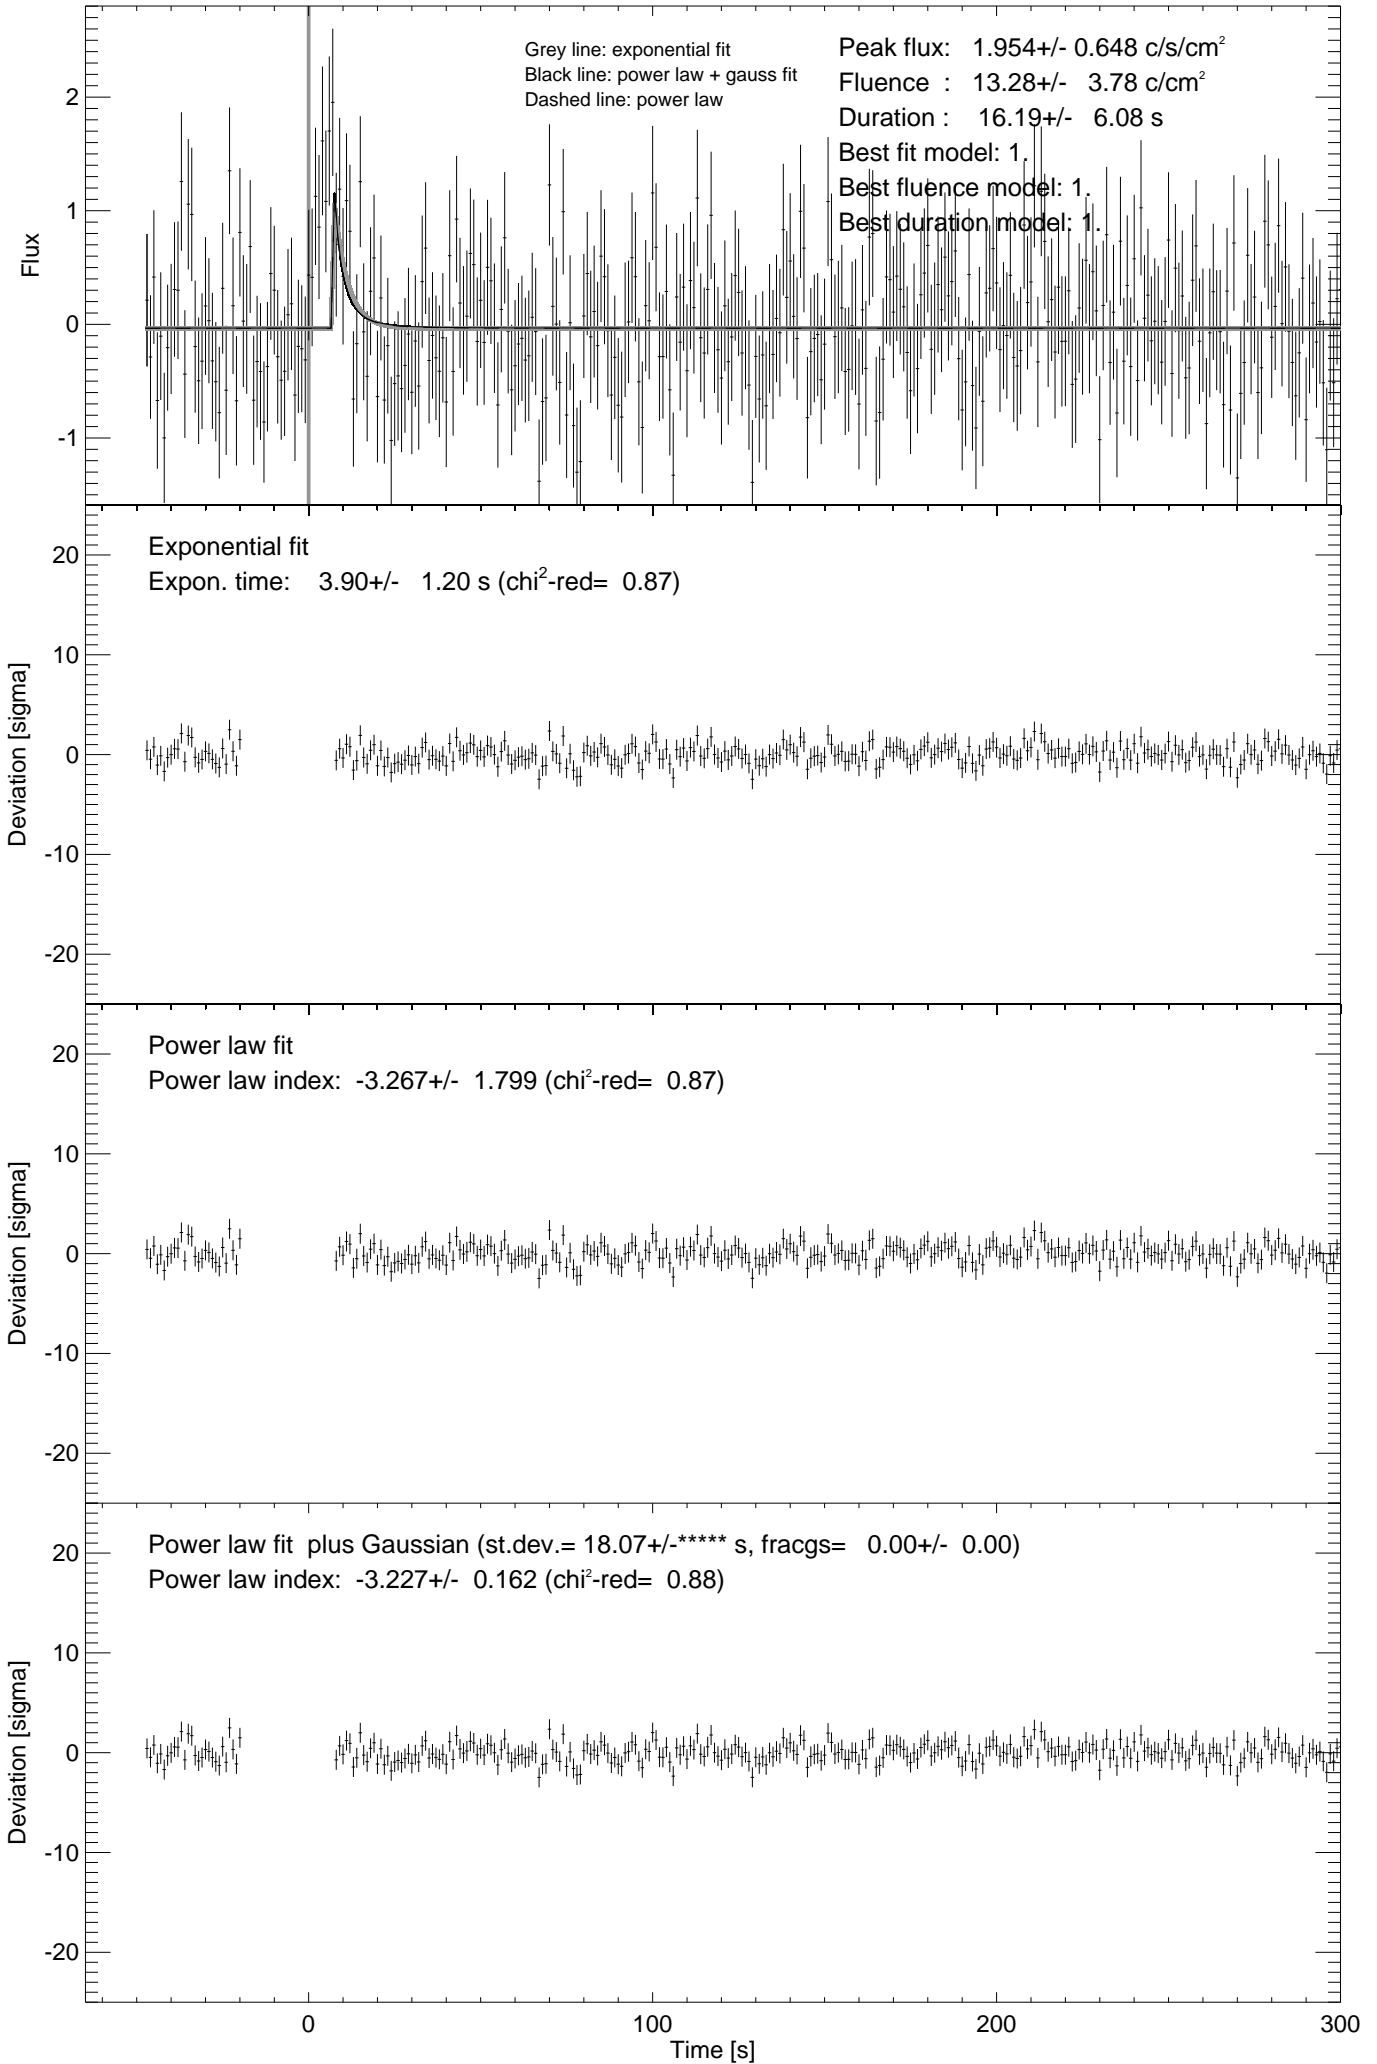 Grey line: exponential fit
Black line: power law + gauss fit
Dashed line: power law
Peak flux: 1.954+/- 0.648 c/s/cm²
Fluence : 13.28+/- 3.78 c/cm²
Duration : 16.19+/- 6.08 s
Best fit model: 1.
Best fluence model: 1.
Best duration model: 1.
2
1
0
-1
Flux
Exponential fit
Expon. time: 3.90+/- 1.20 s (chi²-red= 0.87)
20
10
0
-10
-20
Deviation [sigma]
Power law fit
Power law index: -3.267+/- 1.799 (chi²-red= 0.87)
20
10
0
-10
-20
Deviation [sigma]
Power law fit plus Gaussian (st.dev.= 18.07+/-***** s, fracgs= 0.00+/- 0.00)
Power law index: -3.227+/- 0.162 (chi²-red= 0.88)
20
10
0
-10
-20
Deviation [sigma]
0 100 200 300
Time [s]